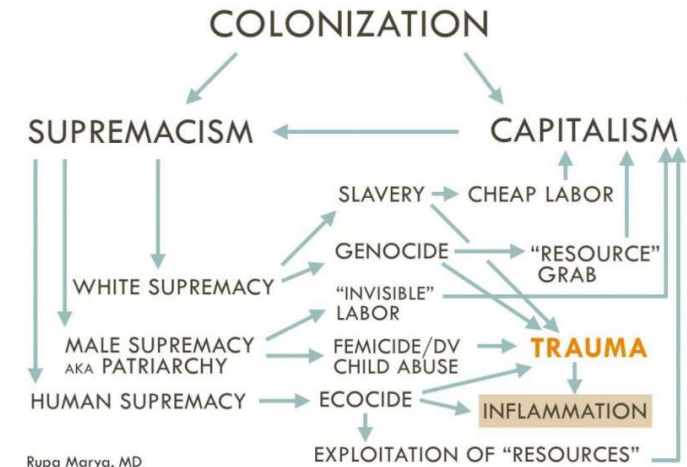 COLONIZATION
SUPREMACISM
CAPITALISM
SLAVERY
CHEAP LABOR
GENOCIDE
"RESOURCE"
GRAB
WHITE SUPREMACY
"INVISIBLE"
LABOR
MALE SUPREMACY
AKA PATRIARCHY
FEMICIDE/DV
CHILD ABUSE
TRAUMA
HUMAN SUPREMACY
ECOCIDE
INFLAMMATION
EXPLOITATION OF "RESOURCES"
Rupa Marya, MD